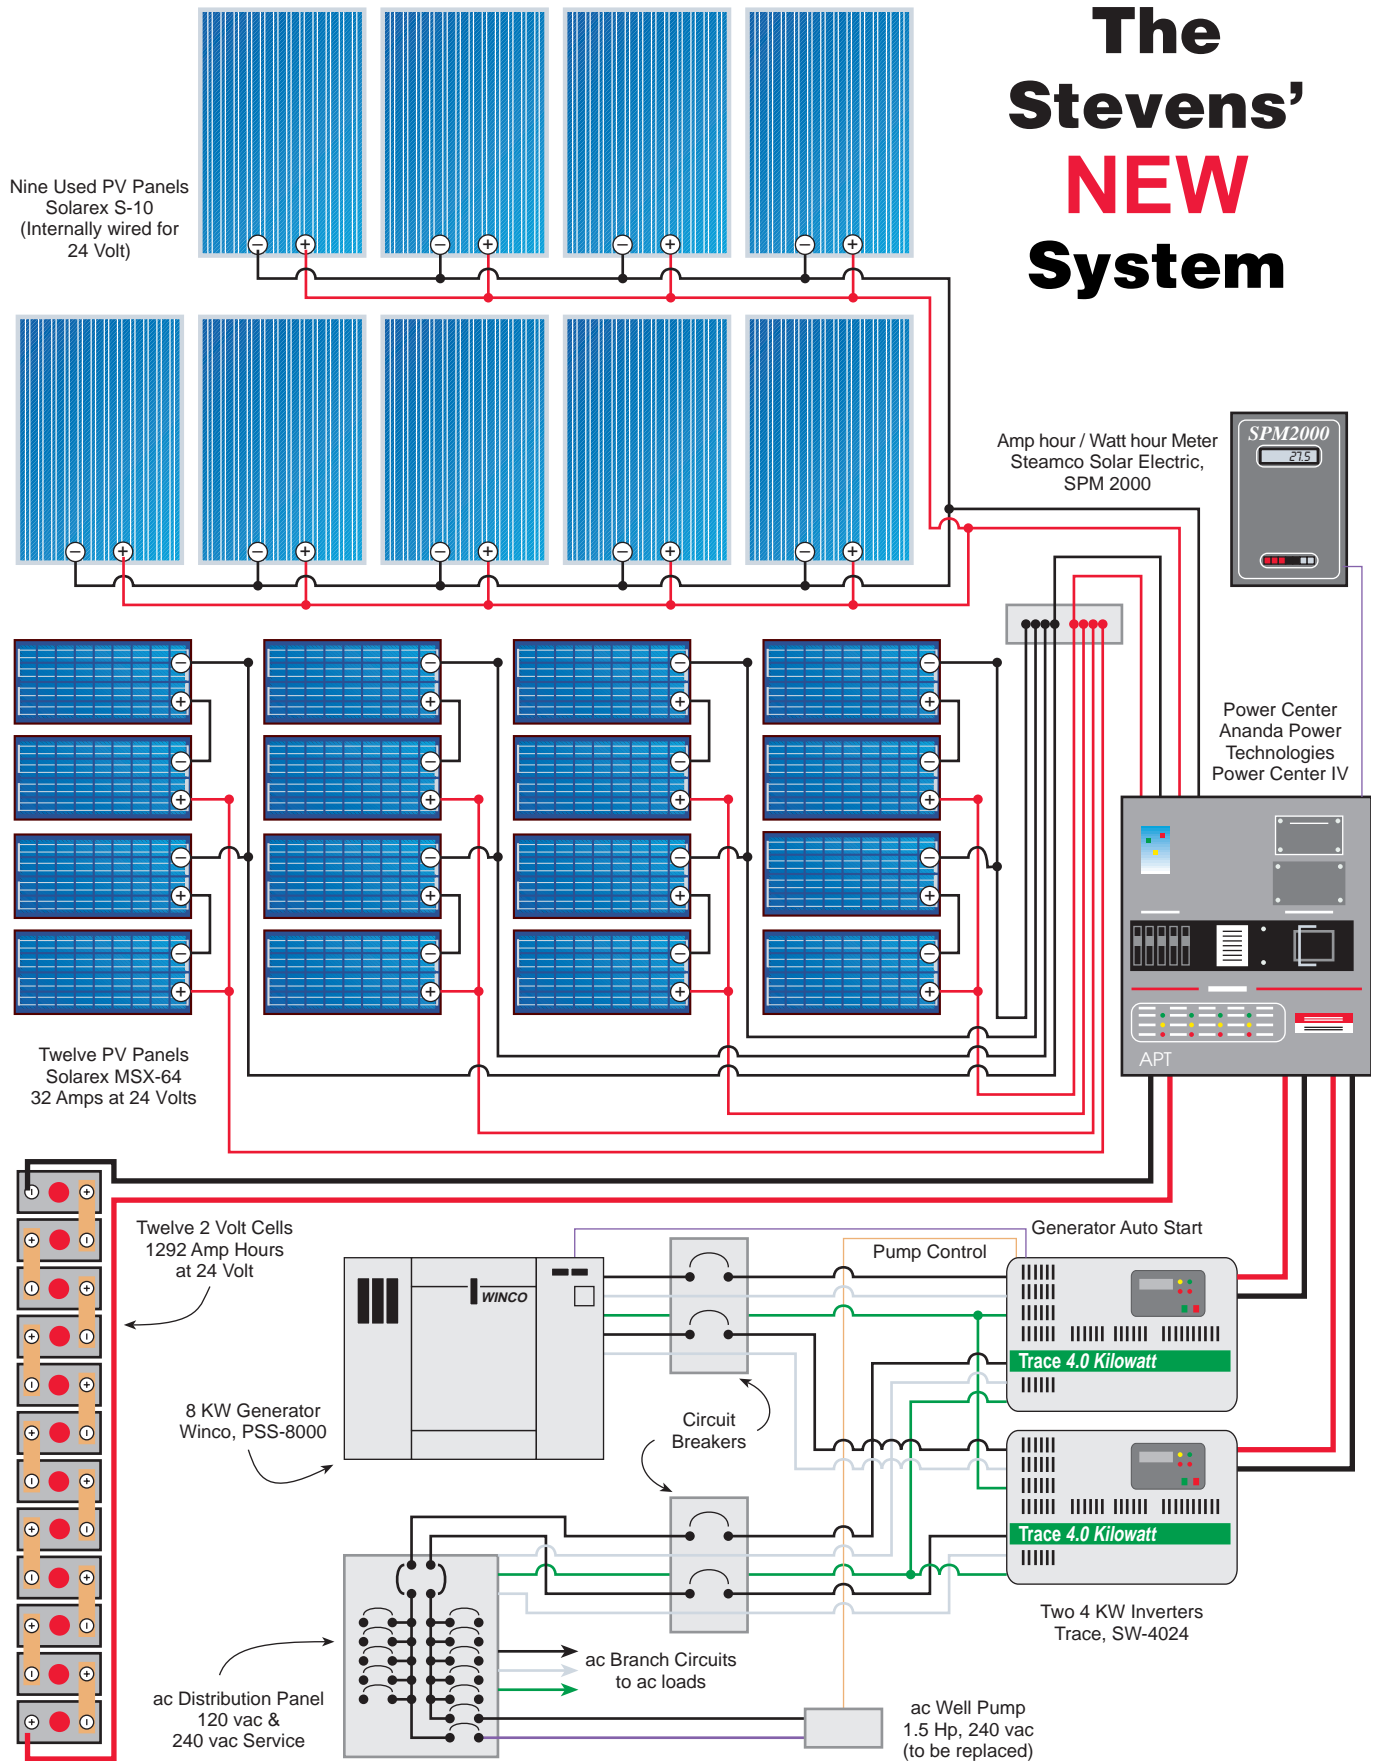 The
Stevens’
NEW
System
Nine Used PV Panels
Solarex S-10
(Internally wired for
24 Volt)
Amp hour / Watt hour Meter
Steamco Solar Electric,
SPM 2000
SPM2000
27.5
Power Center
Ananda Power
Technologies
Power Center IV
APT
Twelve PV Panels
Solarex MSX-64
32 Amps at 24 Volts
Twelve 2 Volt Cells
1292 Amp Hours
at 24 Volt
Generator Auto Start
Pump Control
WINCO
Trace 4.0 Kilowatt
8 KW Generator
Winco, PSS-8000
Circuit
Breakers
Trace 4.0 Kilowatt
Two 4 KW Inverters
Trace, SW-4024
ac Branch Circuits
to ac loads
ac Distribution Panel
120 vac &
240 vac Service
ac Well Pump
1.5 Hp, 240 vac
(to be replaced)